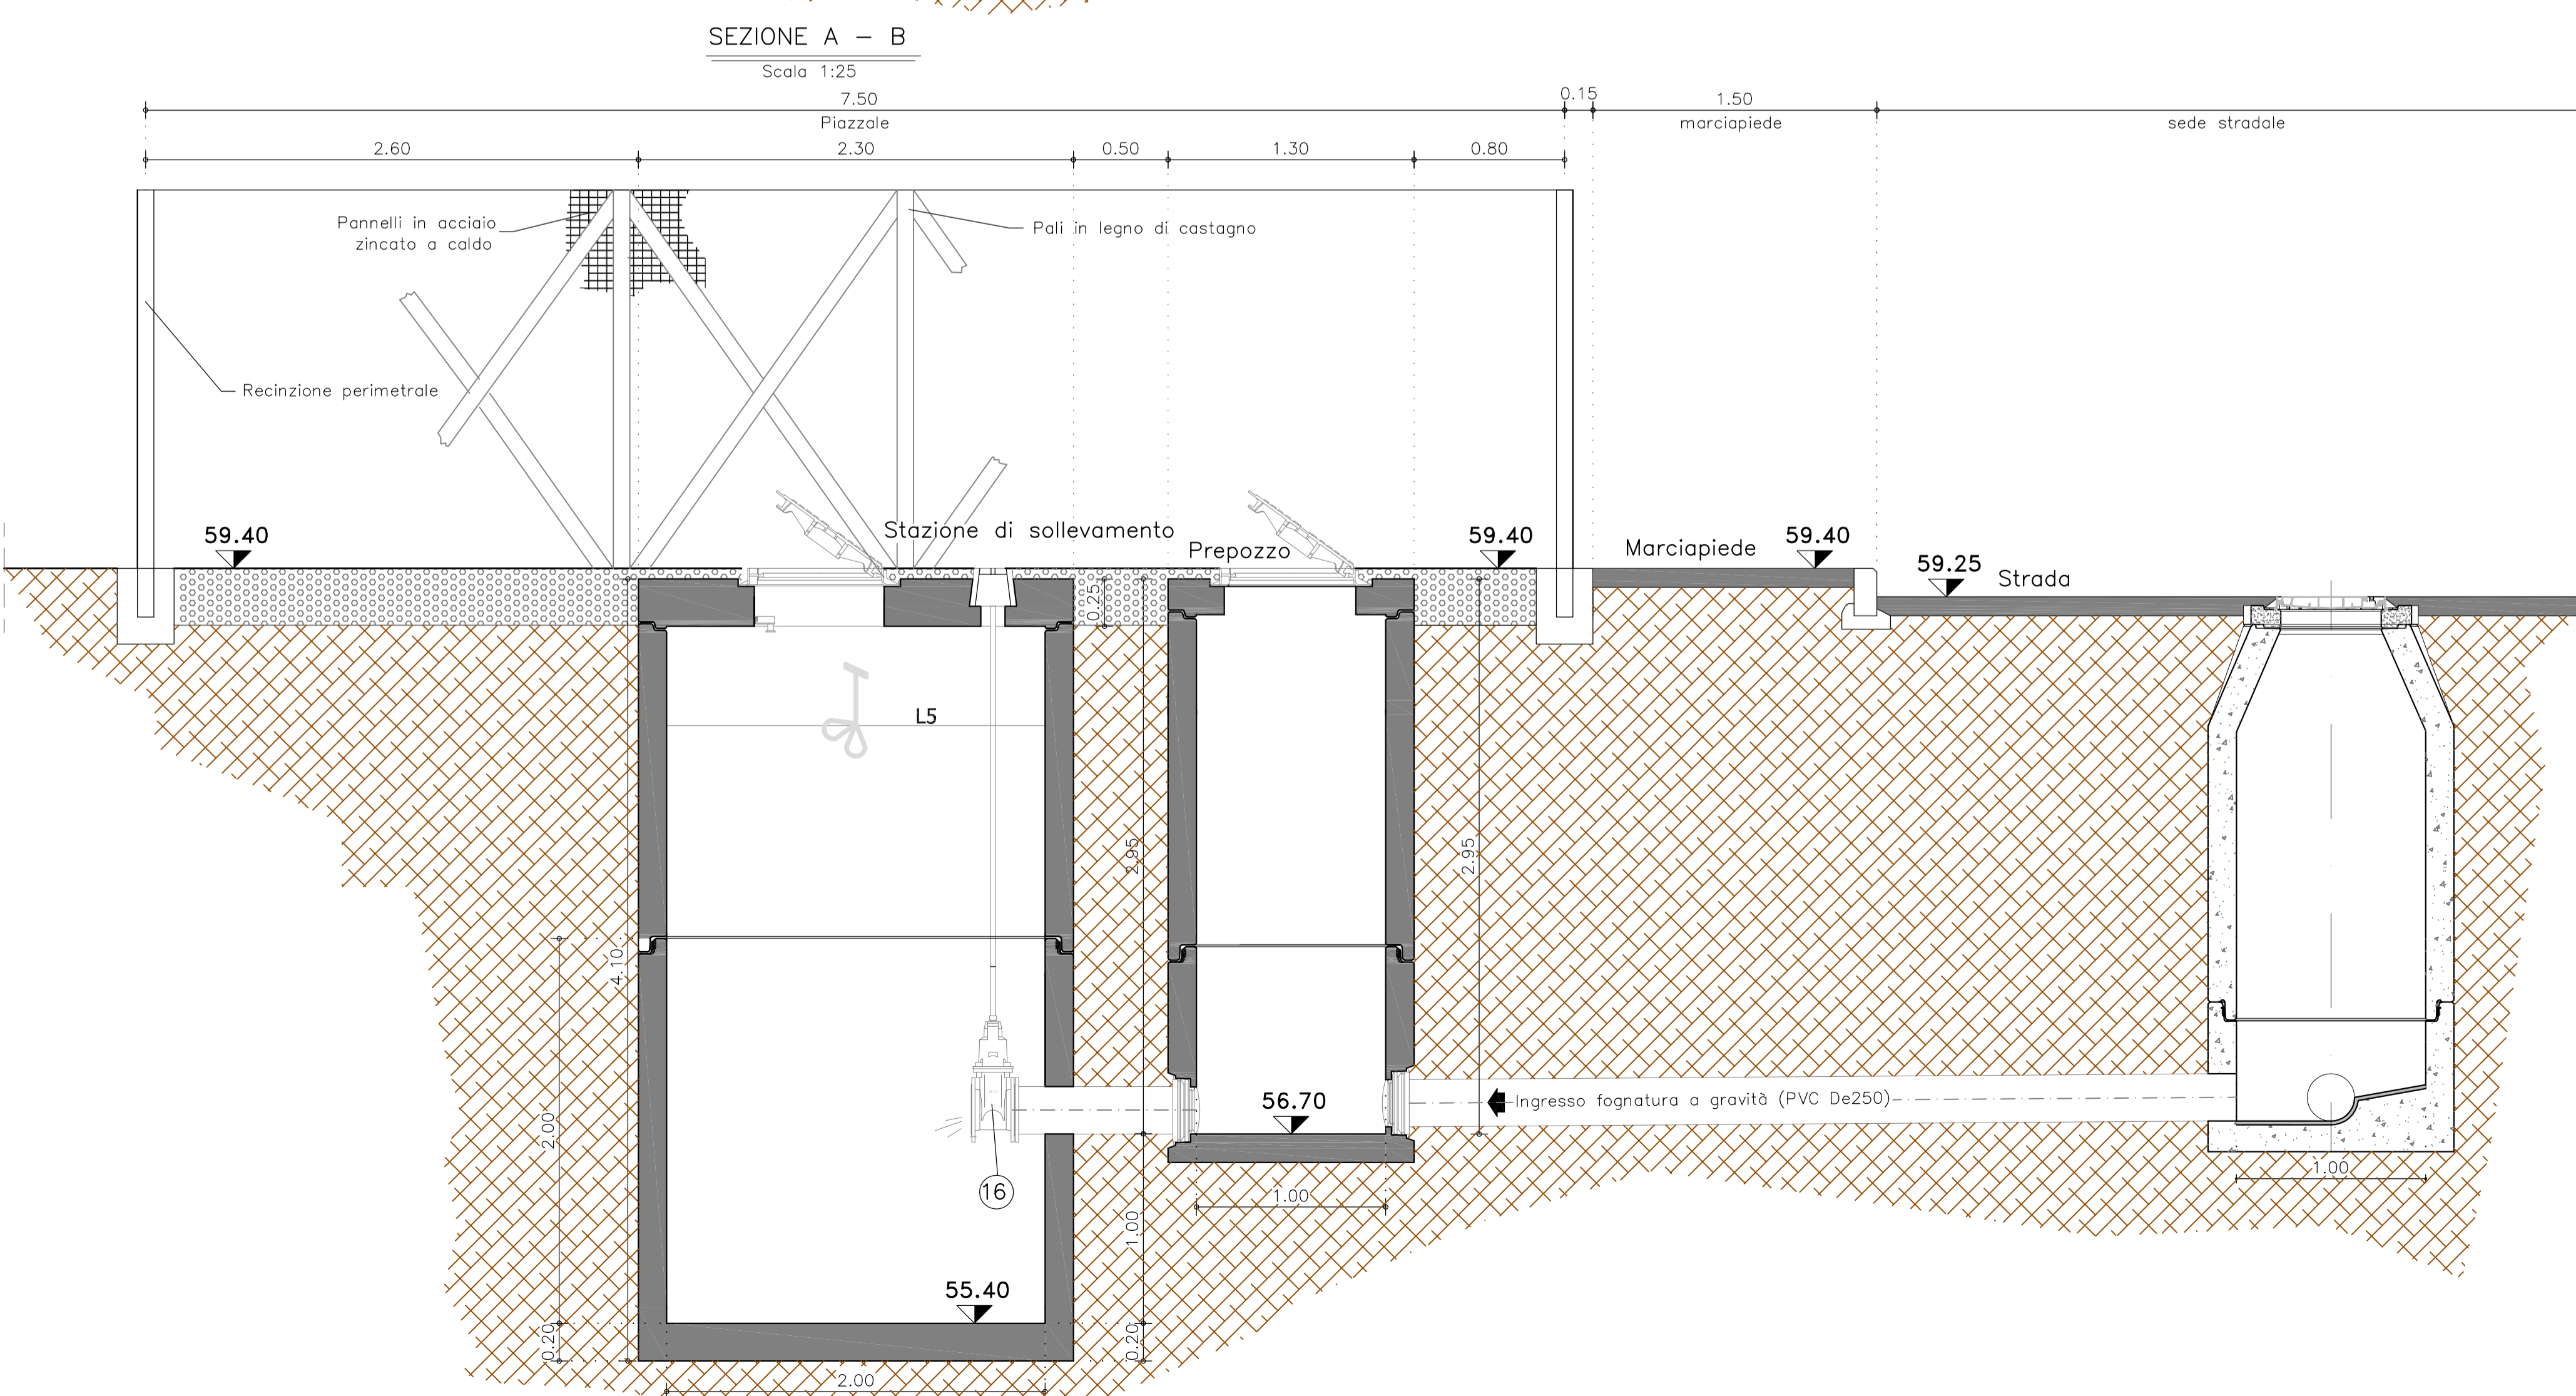 SEZIONE A - B
Scala 1:25
7.50
0.15
1.50
Piazzale
marciapiede
sede stradale
2.60
2.30
0.50
1.30
0.80
Pannelli in acciaio
zincato a caldo
Pali in legno di castagno
Recinzione perimetrale
59.40
Stazione di sollevamento
Prepozzo
59.40
Marciapiede
59.40
59.25
Strada
0.25
L5
2.95
2.95
4.10
2.00
56.70
Ingresso fognatura a gravità (PVC De250)
16
1.00
1.00
1.00
55.40
0.20
0.20
2.00